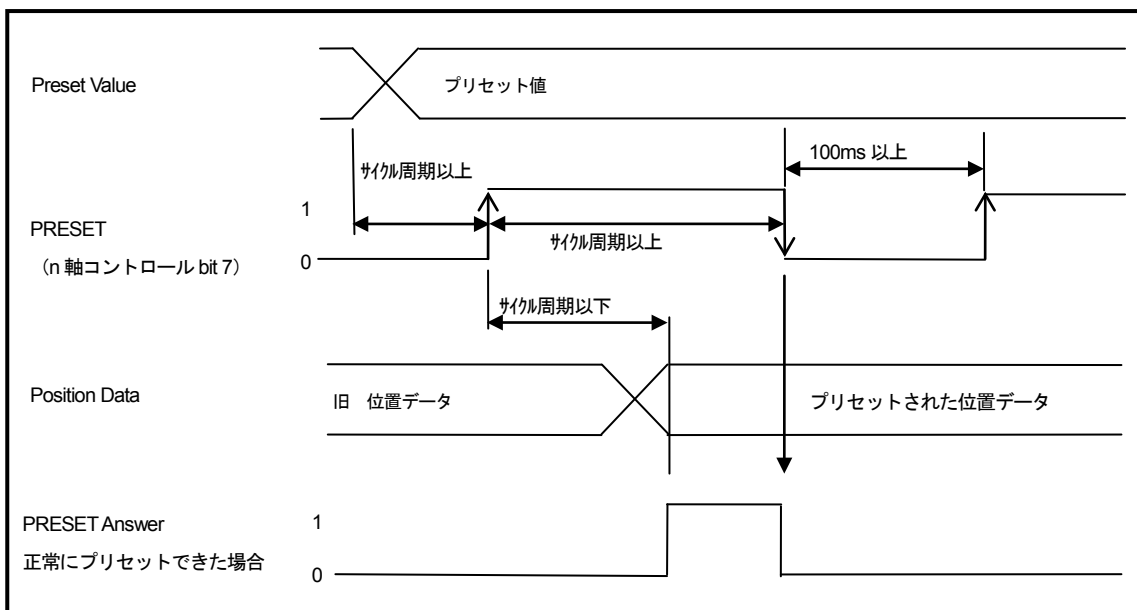 Preset Value
プリセット値
サイクル周期以上
100ms 以上
1
PRESET
サイクル周期以上
（n 軸コントロール bit 7）
0
サイクル周期以下
Position Data
旧　位置データ
プリセットされた位置データ
PRESET Answer
1
正常にプリセットできた場合
0